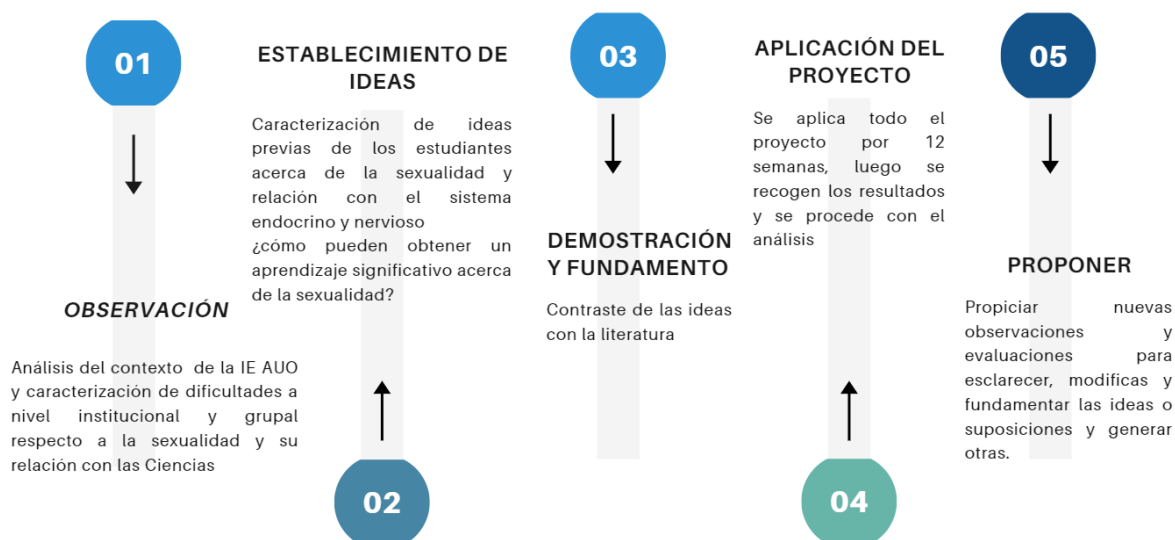 01
OBSERVACIÓN
Análisis del contexto de la IE AUO
y caracterización de dificultades a
nivel institucional y grupal
respecto a la sexualidad y su
relación con las Ciencias
ESTABLECIMIENTO DE
IDEAS
Caracterización de ideas
previas de los estudiantes
acerca de la sexualidad y
relación con el sistema
endocrino y nervioso
¿cómo pueden obtener un
aprendizaje significativo acerca
de la sexualidad?
02
03
DEMOSTRACIÓN
Y FUNDAMENTO
Contraste de las ideas
con la literatura
APLICACIÓN DEL
PROYECTO
Se aplica todo el
proyecto por 12
semanas, luego se
recogen los resultados
y se procede con el
análisis
04
05
PROPONER
Propiciar nuevas
observaciones y
evaluaciones para
esclarecer, modificas y
fundamentar las ideas o
suposiciones y generar
otras.